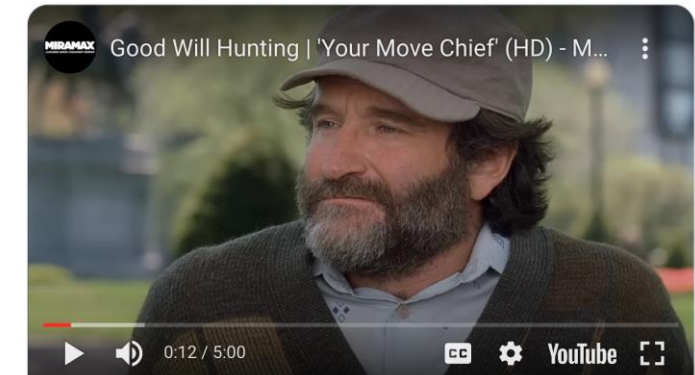 MIRAMAX
Good Will Hunting | 'Your Move Chief' (HD) - M...
0:12 / 5:00
CC
YouTube